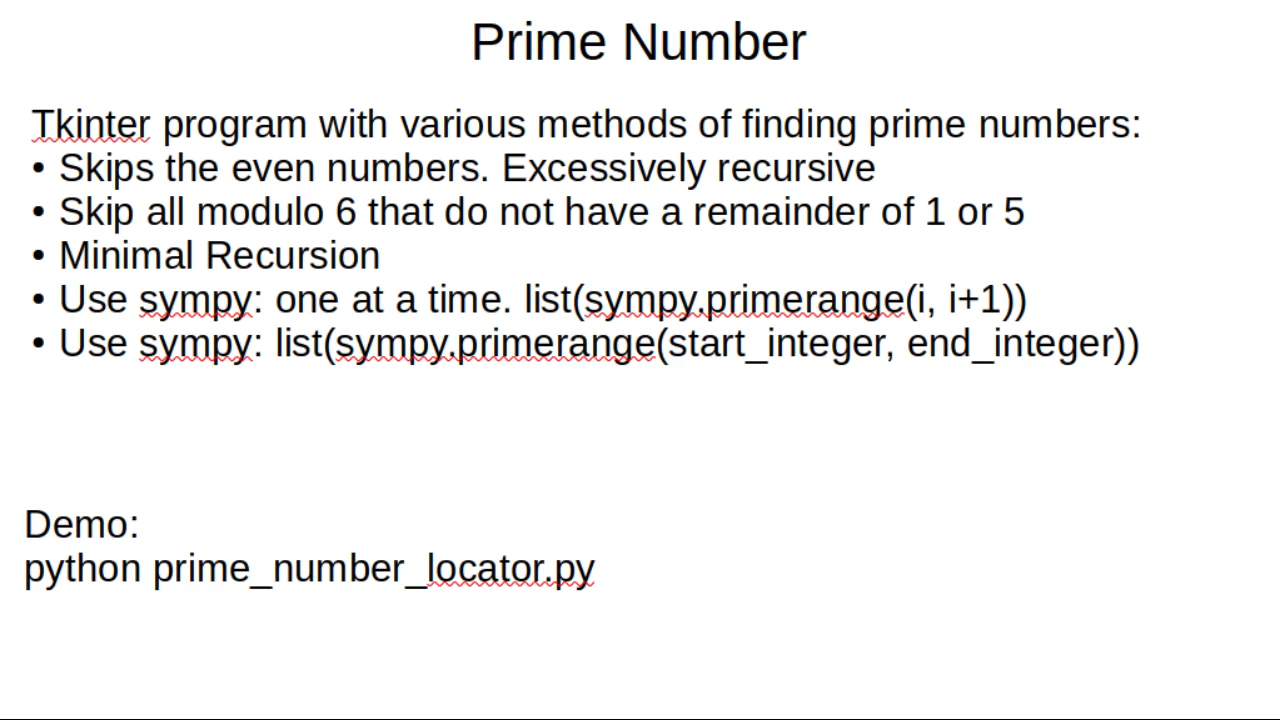 Prime Number
Tkinter program with various methods of finding prime numbers:
• Skips the even numbers. Excessively recursive
• Skip all modulo 6 that do not have a remainder of 1 or 5
• Minimal Recursion
• Use sympy: one at a time. list(sympy.primerange(i, i+1))
• Use sympy: list(sympy.primerange(start_integer, end_integer))
Demo:
python prime_number_locator.py